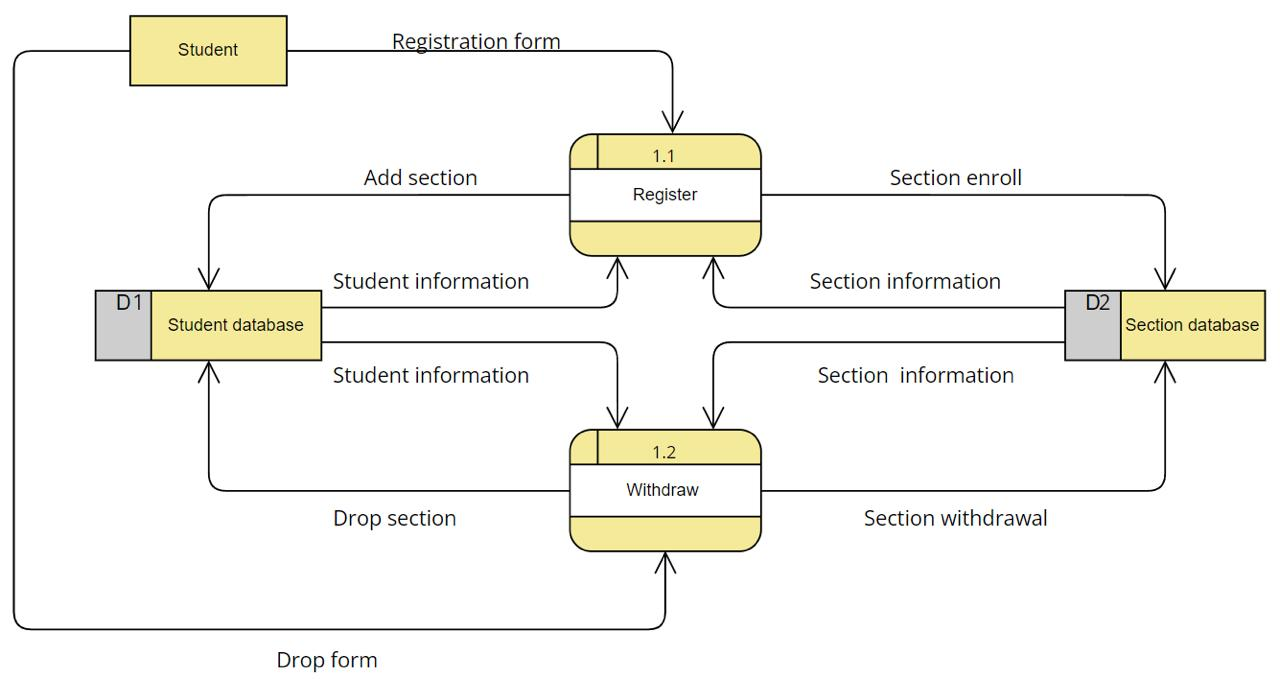 Student
Registration form
1.1
Register
Add section
Section enroll
Student information
Section information
D1
Student database
D2
Section database
Student information
Section  information
1.2
Withdraw
Drop section
Section withdrawal
Drop form